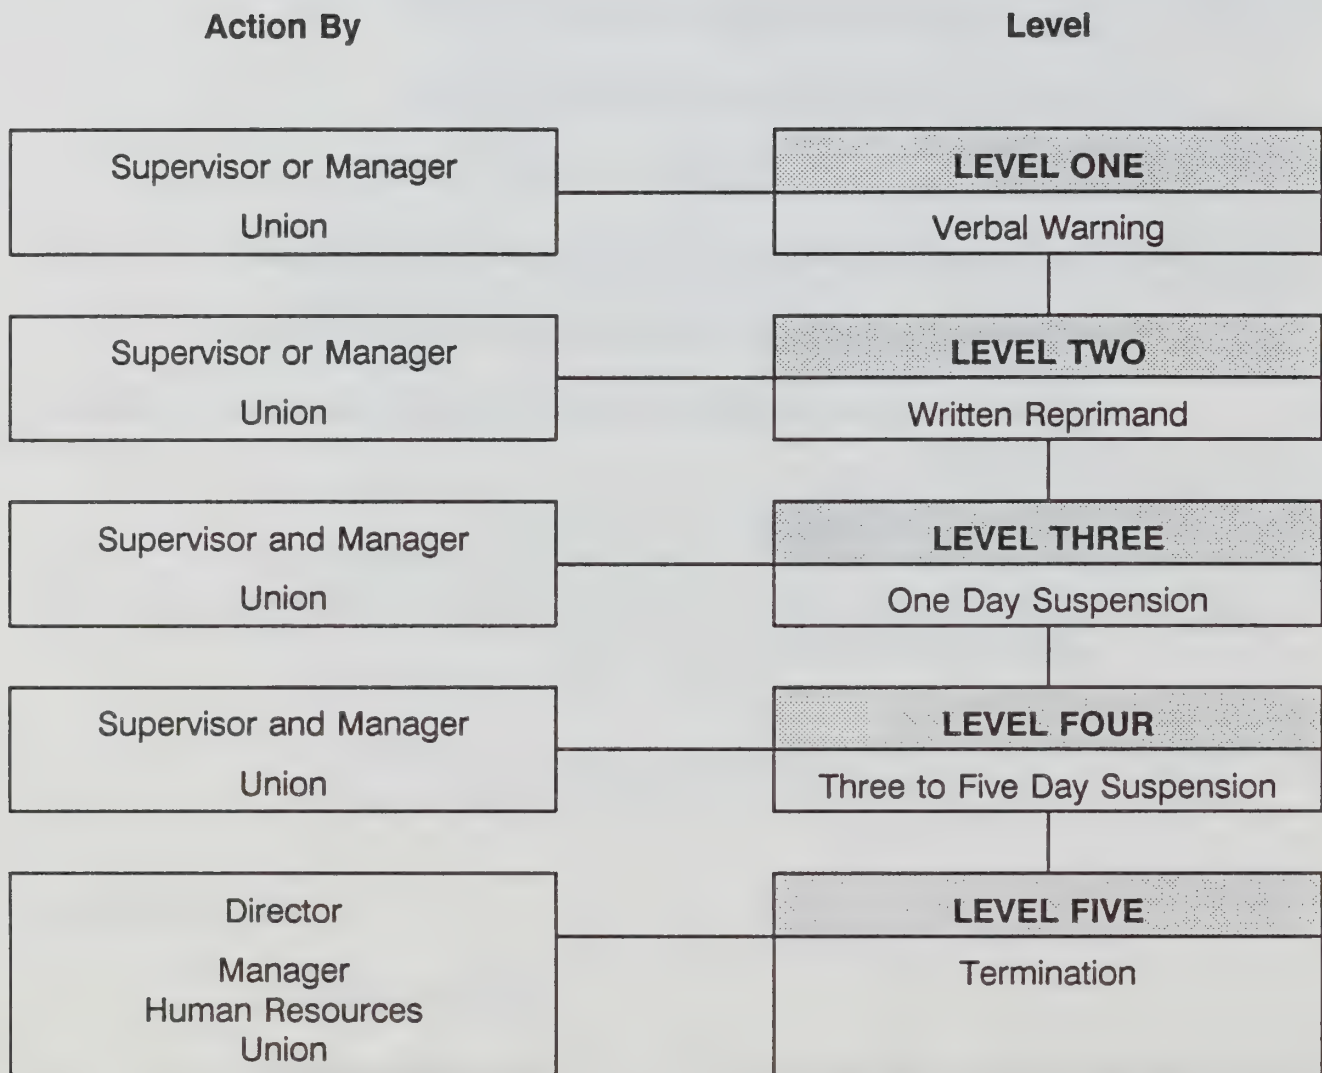 Action By
Level
Supervisor or Manager
Union
LEVEL ONE
Verbal Warning
Supervisor or Manager
Union
LEVEL TWO
Written Reprimand
Supervisor and Manager
Union
LEVEL THREE
One Day Suspension
Supervisor and Manager
Union
LEVEL FOUR
Three to Five Day Suspension
Director
Manager
Human Resources
Union
LEVEL FIVE
Termination